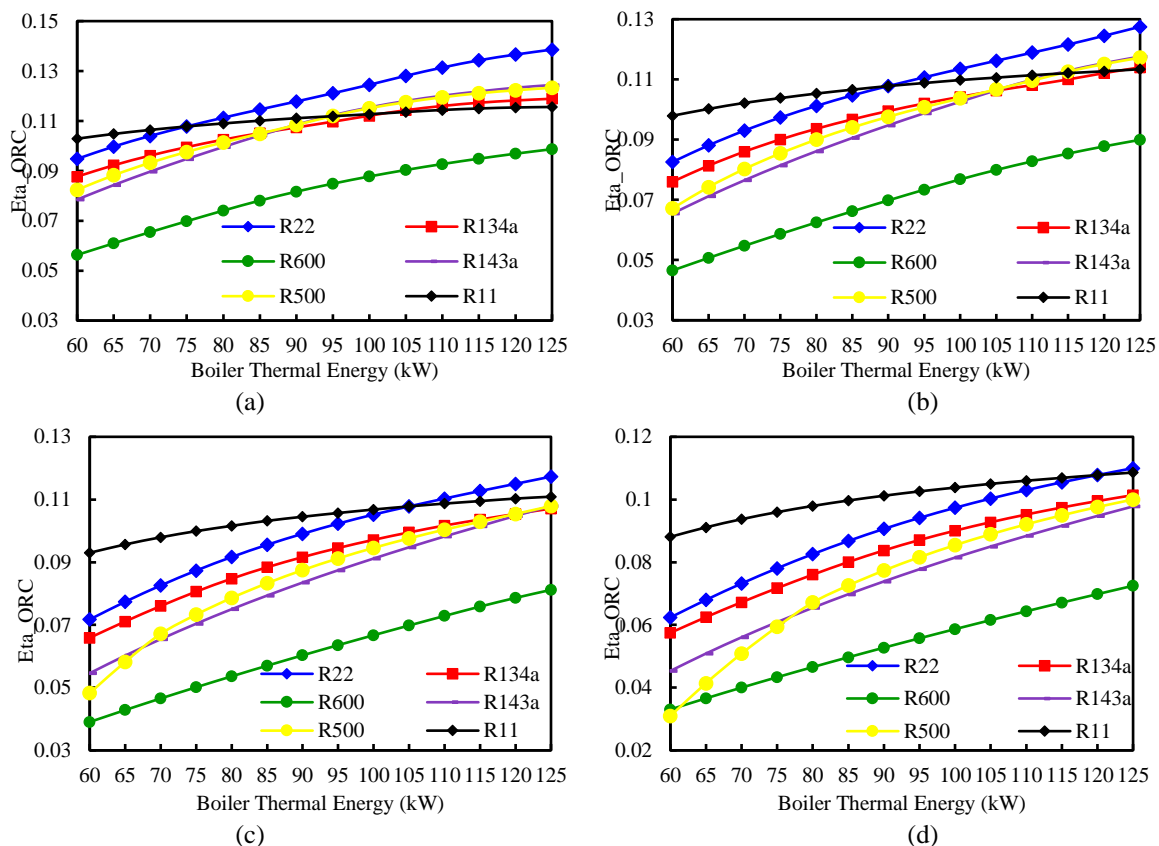 0.15
0.13
0.11
0.09
0.07
0.05
0.03
Eta_ORC
R22
R134a
R600
R143a
R500
R11
60 65 70 75 80 85 90 95 100 105 110 115 120 125
Boiler Thermal Energy (kW)
(a)
0.13
0.11
0.09
0.07
0.05
0.03
Eta_ORC
R22
R134a
R600
R143a
R500
R11
60 65 70 75 80 85 90 95 100 105 110 115 120 125
Boiler Thermal Energy (kW)
(b)
0.13
0.11
0.09
0.07
0.05
0.03
Eta_ORC
R22
R134a
R600
R143a
R500
R11
60 65 70 75 80 85 90 95 100 105 110 115 120 125
Boiler Thermal Energy (kW)
(c)
0.12
0.1
0.08
0.06
0.04
0.02
Eta_ORC
R22
R134a
R600
R143a
R500
R11
60 65 70 75 80 85 90 95 100 105 110 115 120 125
Boiler Thermal Energy (kW)
(d)